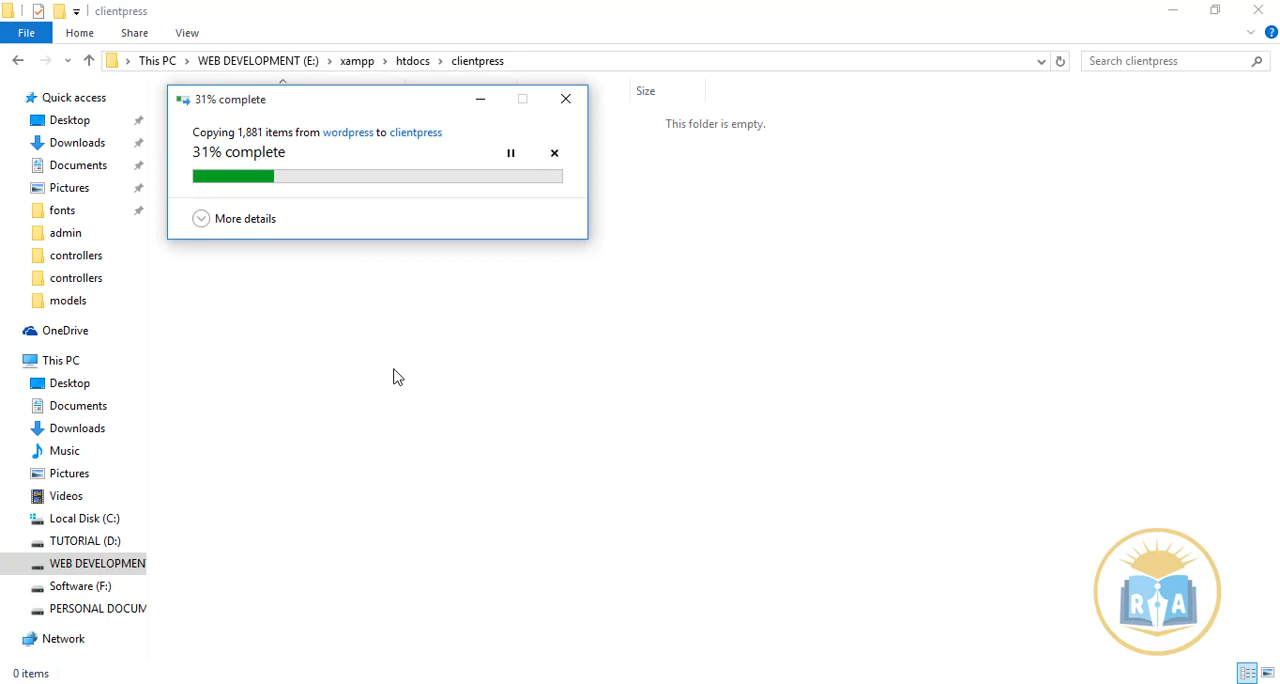 clientpress
File Home Share View
This PC > WEB DEVELOPMENT (E:) > xampp > htdocs > clientpress
Search clientpress
Size
This folder is empty.
31% complete
Copying 1,881 items from wordpress to clientpress
31% complete
More details
Quick access
Desktop
Downloads
Documents
Pictures
fonts
admin
controllers
controllers
models
OneDrive
This PC
Desktop
Documents
Downloads
Music
Pictures
Videos
Local Disk (C:)
TUTORIAL (D:)
WEB DEVELOPMEN
Software (F:)
PERSONAL DOCUM
Network
0 items
R A